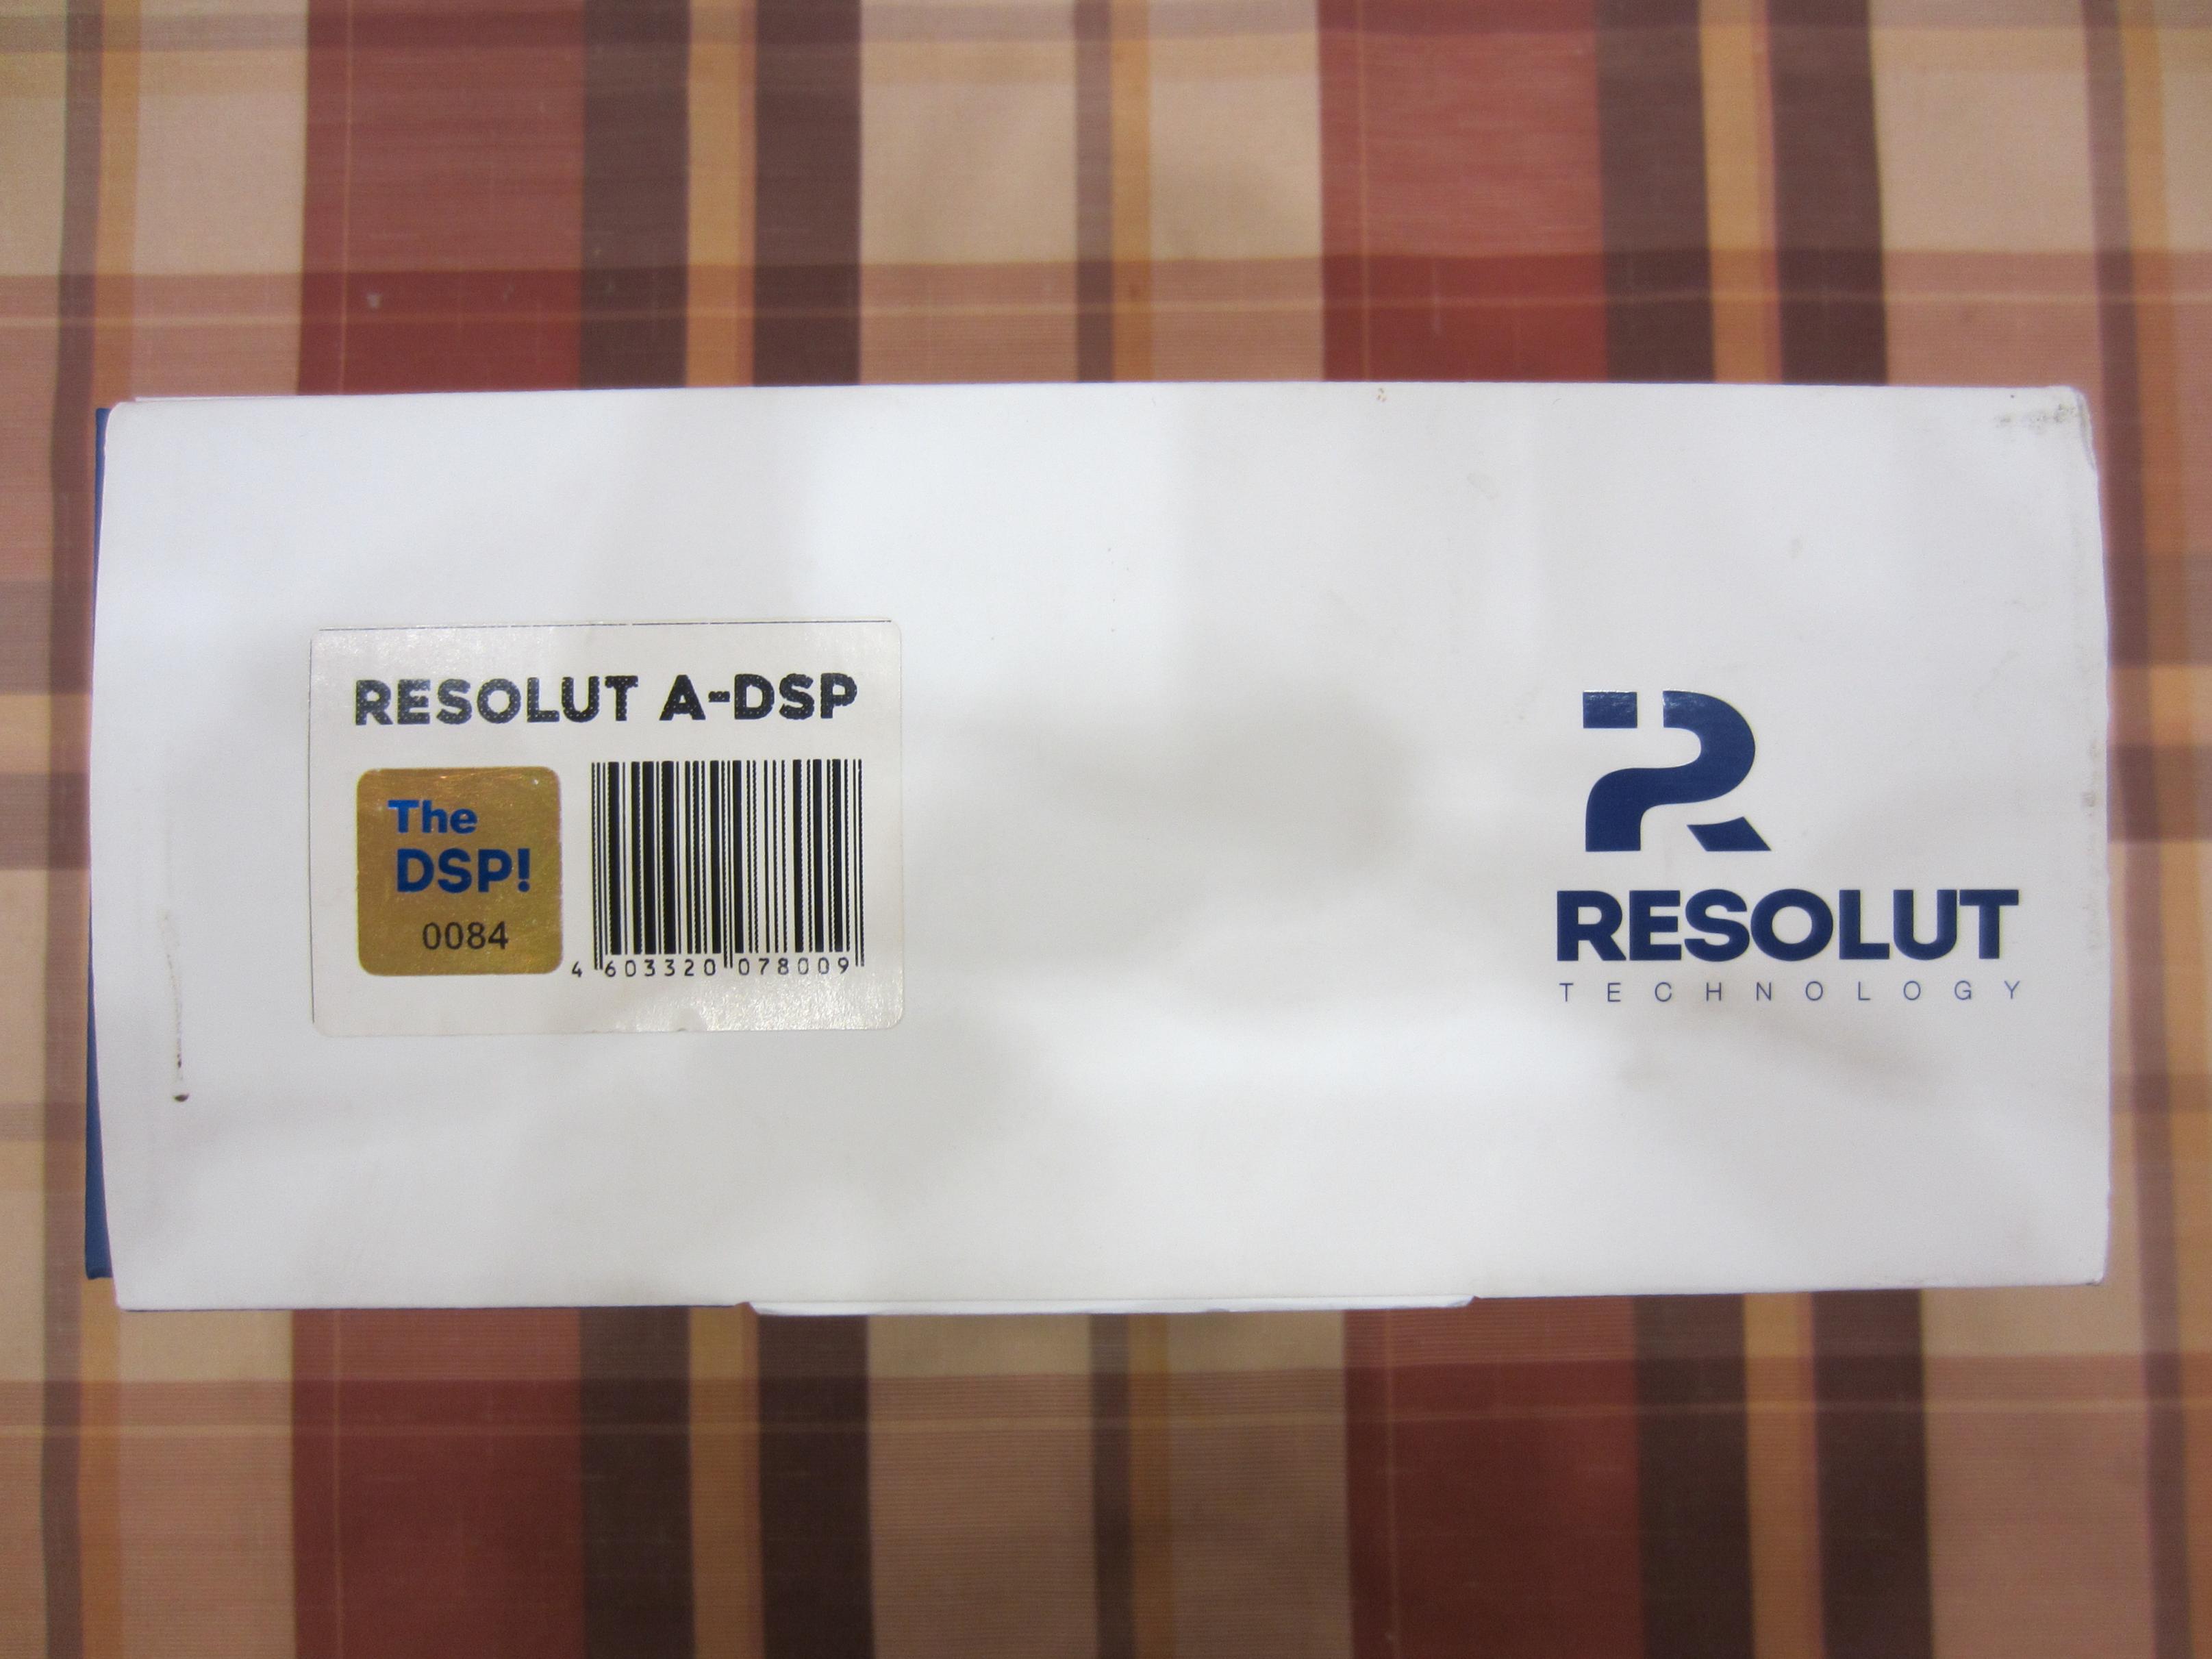 RESOLUT A-DSP
The
DSP!
0084
4 603320 078009
RESOLUT
TECHNOLOGY